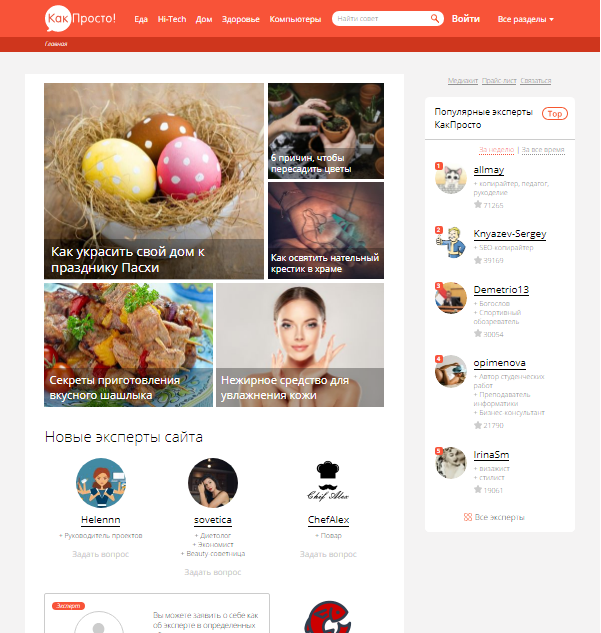 КакПросто!
Еда Hi-Tech Дом Здоровье Компьютеры
Найти совет
Войти
Все разделы
Главная
Медиакит Прайс лист Связаться
6 причин, чтобы
пересадить цветы
Как украсить свой дом к
празднику Пасхи
Как освятить нательный
крестик в храме
Секреты приготовления
вкусного шашлыка
Нежирное средство для
увлажнения кожи
Популярные эксперты
КакПросто
Top
За неделю | За все время
1
allmay
+ копирайтер, педагог,
рукоделие
71265
2
Knyazev-Sergey
+ SEO копирайтер
39169
3
Demetrio13
+ Богослов
+ Спортивный
обозреватель
30054
4
opimenova
+ Автор студенческих
работ
+ Преподаватель
информатики
+ Бизнес-консультант
21790
5
IrinaSm
+ визажист
+ стилист
19061
Все эксперты
Новые эксперты сайта
Helennn
+ Руководитель проектов
Задать вопрос
sovetica
+ Диетолог
+ Экономист
+ Beauty советница
Задать вопрос
Chef Alex
ChefAlex
+ Повар
Задать вопрос
Эксперт
Вы можете заявить о себе как
об эксперте в определенных